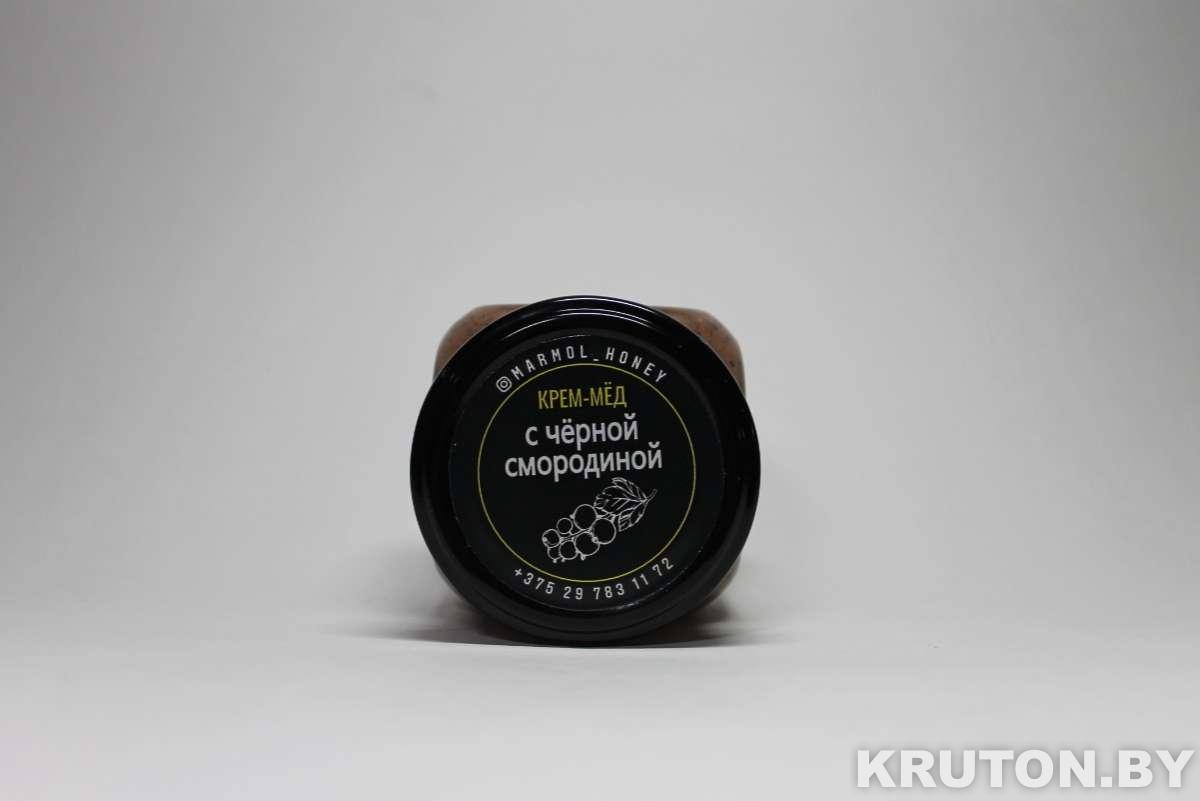 @MARMOL_HONEY
КРЕМ-МЁД
с чёрной
смородиной
+375 29 783 11 72
KRUTON.BY